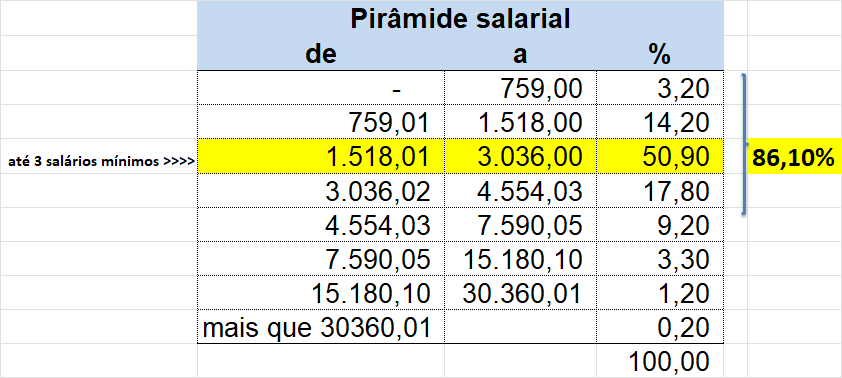 Pirâmide salarial
de a %
- 759,00 3,20
759,01 1.518,00 14,20
até 3 salários mínimos >>>> 1.518,01 3.036,00 50,90 86,10%
3.036,02 4.554,03 17,80
4.554,03 7.590,05 9,20
7.590,05 15.180,10 3,30
15.180,10 30.360,01 1,20
mais que 30360,01 0,20
100,00